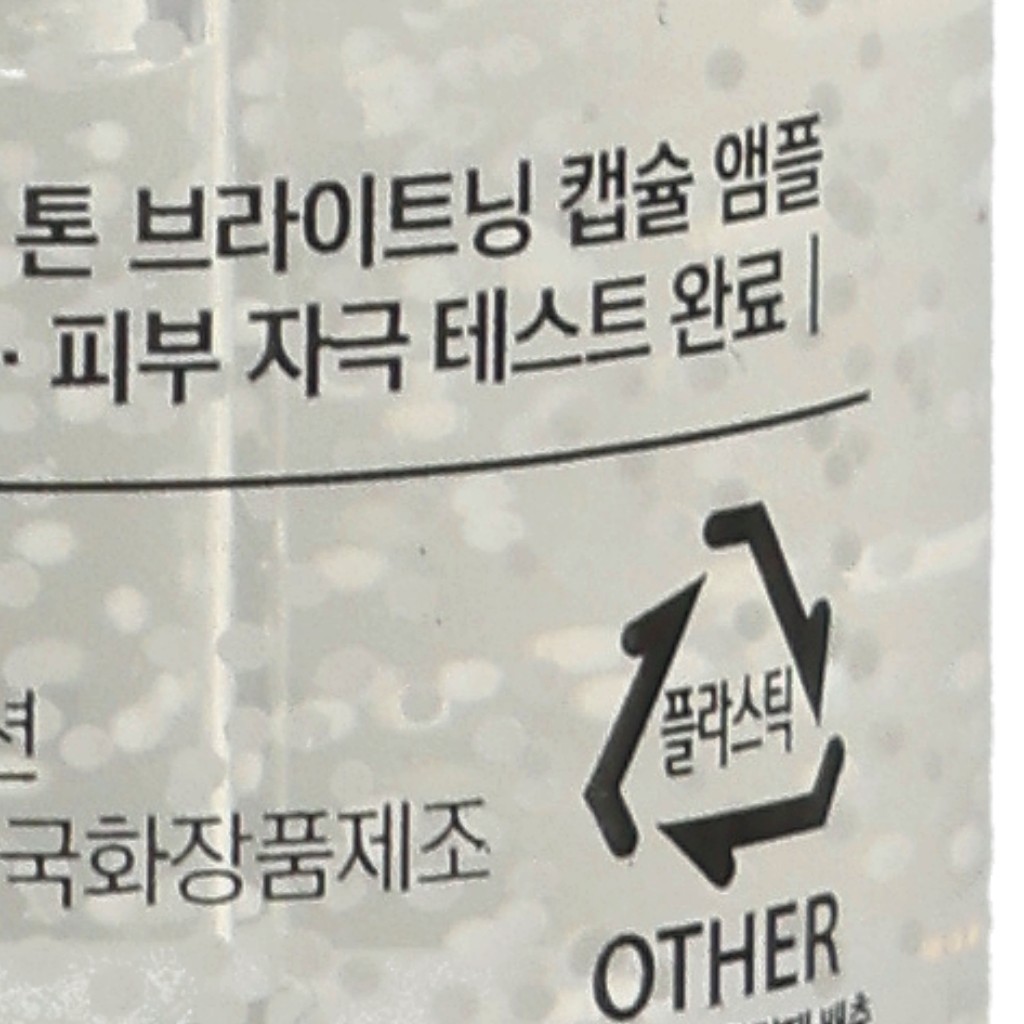 톤 브라이트닝 캡슐 앰플
· 피부 자극 테스트 완료 |
플라스틱
국화장품제조
OTHER